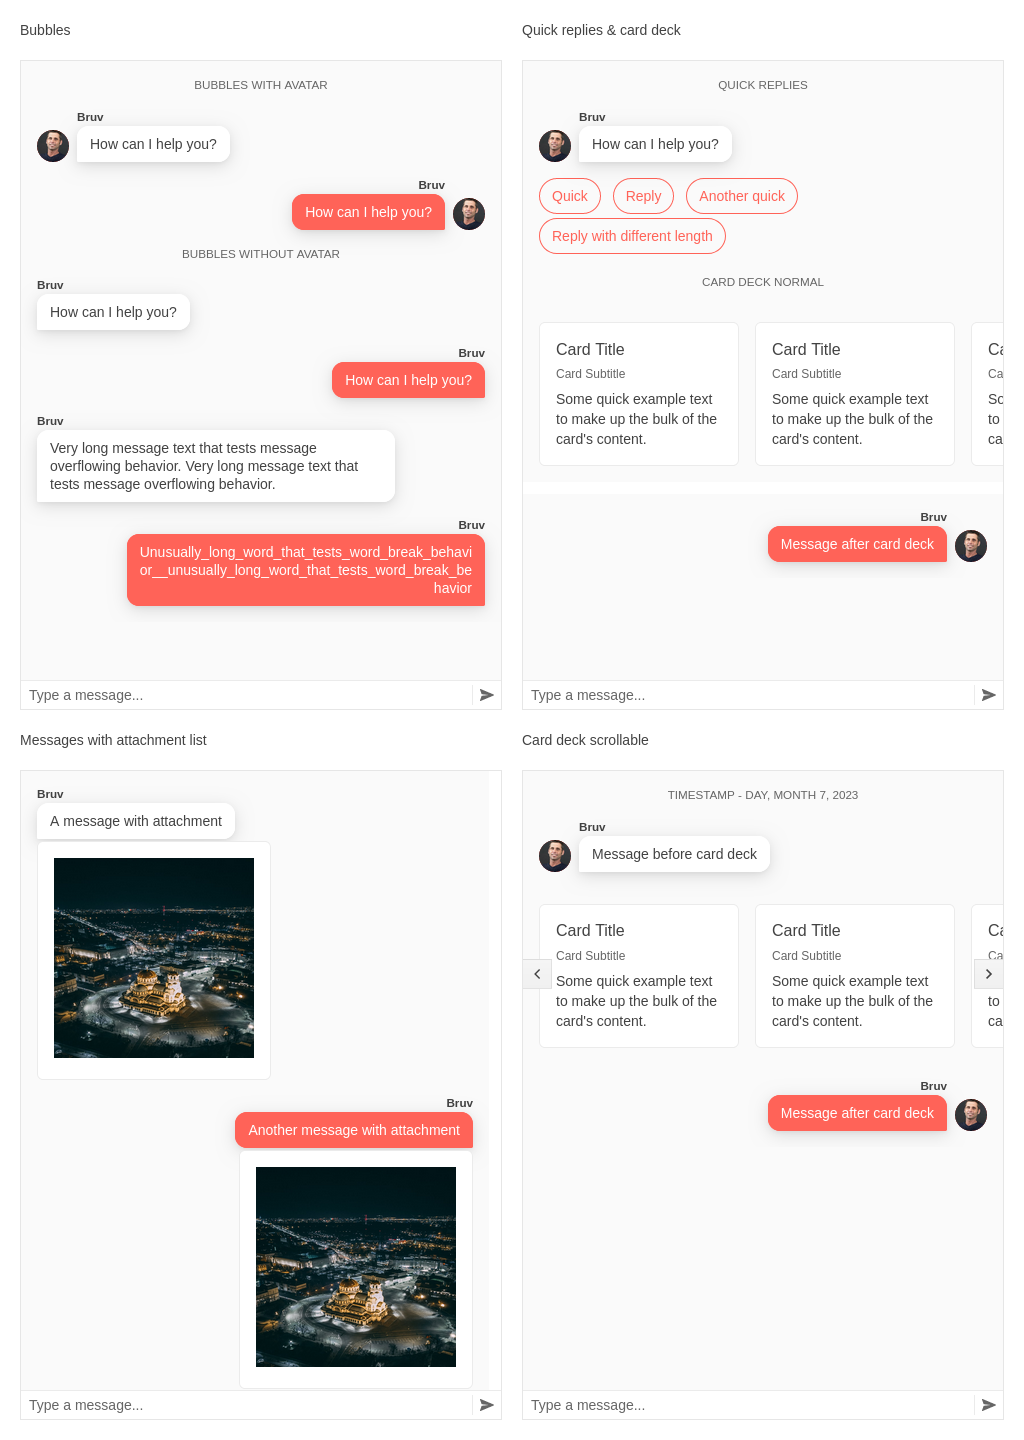 Bubbles
BUBBLES WITH AVATAR
Bruv
How can I help you?
Bruv
How can I help you?
BUBBLES WITHOUT AVATAR
Bruv
How can I help you?
Bruv
How can I help you?
Bruv
Very long message text that tests message
overflowing behavior. Very long message text that
tests message overflowing behavior.
Bruv
Unusually_long_word_that_tests_word_break_behavi
or__unusually_long_word_that_tests_word_break_be
havior
Type a message...
Quick replies & card deck
QUICK REPLIES
Bruv
How can I help you?
Quick
Reply
Another quick
Reply with different length
CARD DECK NORMAL
Card Title
Card Subtitle
Some quick example text
to make up the bulk of the
card's content.
Card Title
Card Subtitle
Some quick example text
to make up the bulk of the
card's content.
Ca
Ca
So
to
ca
Bruv
Message after card deck
Type a message...
Messages with attachment list
Bruv
A message with attachment
Bruv
Another message with attachment
Type a message...
Card deck scrollable
TIMESTAMP - DAY, MONTH 7, 2023
Bruv
Message before card deck
Card Title
Card Subtitle
Some quick example text
to make up the bulk of the
card's content.
Card Title
Card Subtitle
Some quick example text
to make up the bulk of the
card's content.
Ca
Ca
to
ca
Bruv
Message after card deck
Type a message...